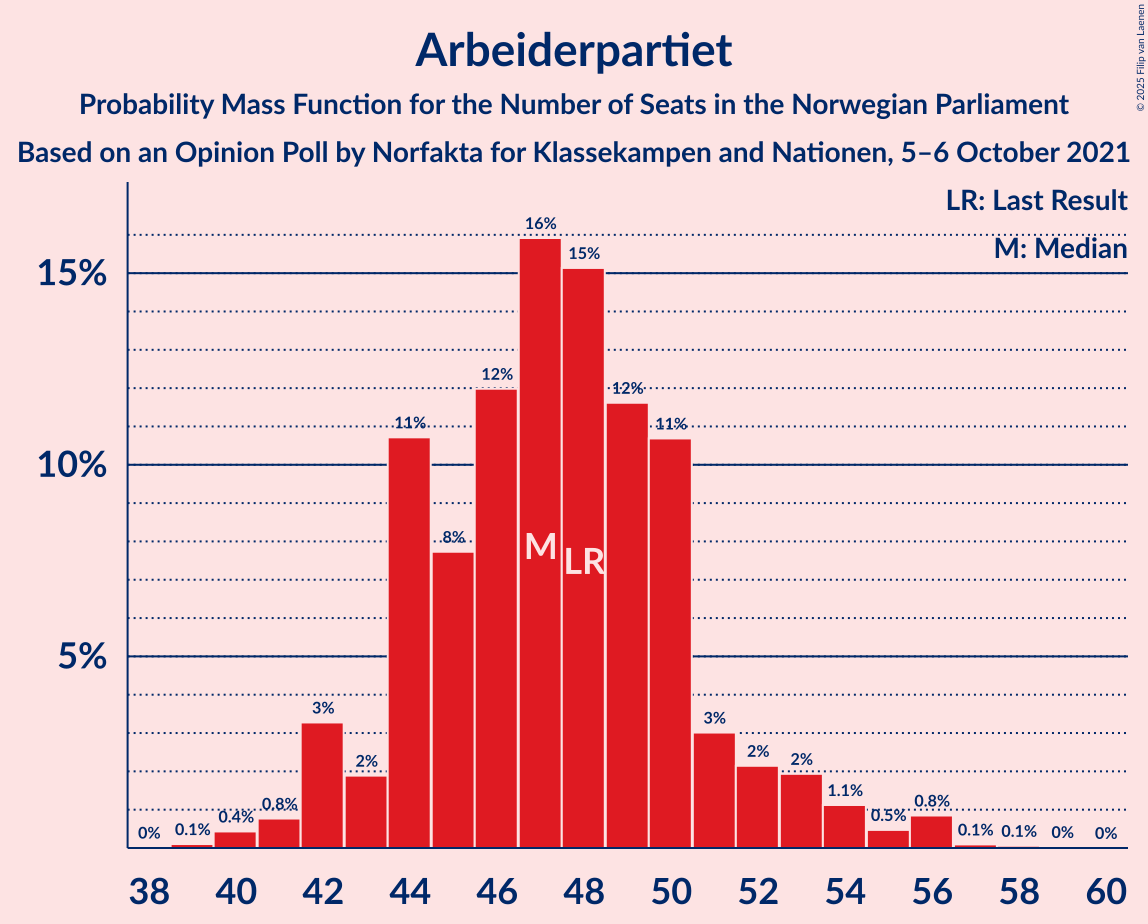 Arbeiderpartiet
Probability Mass Function for the Number of Seats in the Norwegian Parliament
Based on an Opinion Poll by Norfakta for Klassekampen and Nationen, 5–6 October 2021
© 2025 Filip van Laenen
LR: Last Result
M: Median
15%
10%
5%
0%
0.1%
0.4%
0.8%
3%
2%
11%
8%
12%
16%
15%
12%
11%
3%
2%
2%
1.1%
0.5%
0.8%
0.1%
0.1%
0%
0%
M
LR
38 40 42 44 46 48 50 52 54 56 58 60